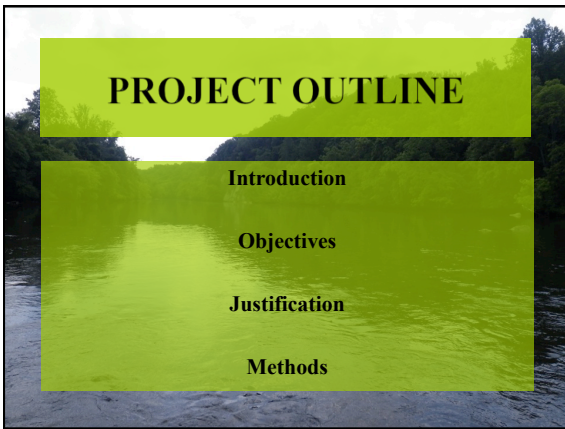 PROJECT OUTLINE
Introduction
Objectives
Justification
Methods